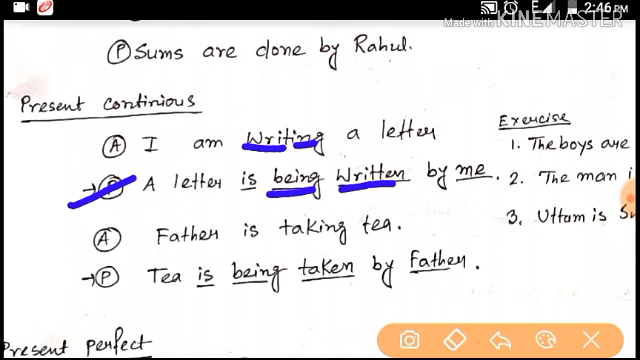 2:46 PM
Made with KINEMASTER
Ⓟ Sums are done by Rahul.
Present continious
Ⓐ I am Writing a letter
→Ⓟ A letter is being Written by me.
Ⓐ Father is taking tea.
→Ⓟ Tea is being taken by Father.
Present perfect
Exercise
1. The boys are
2. The man i
3. Uttam is